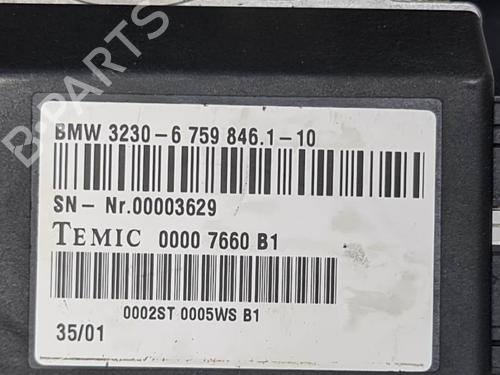 B-PARTS
BMW 3230-6 759 846.1-10
SN- Nr.00003629
TEMIC 0000 7660 B1
0002ST 0005WS B1
35/01